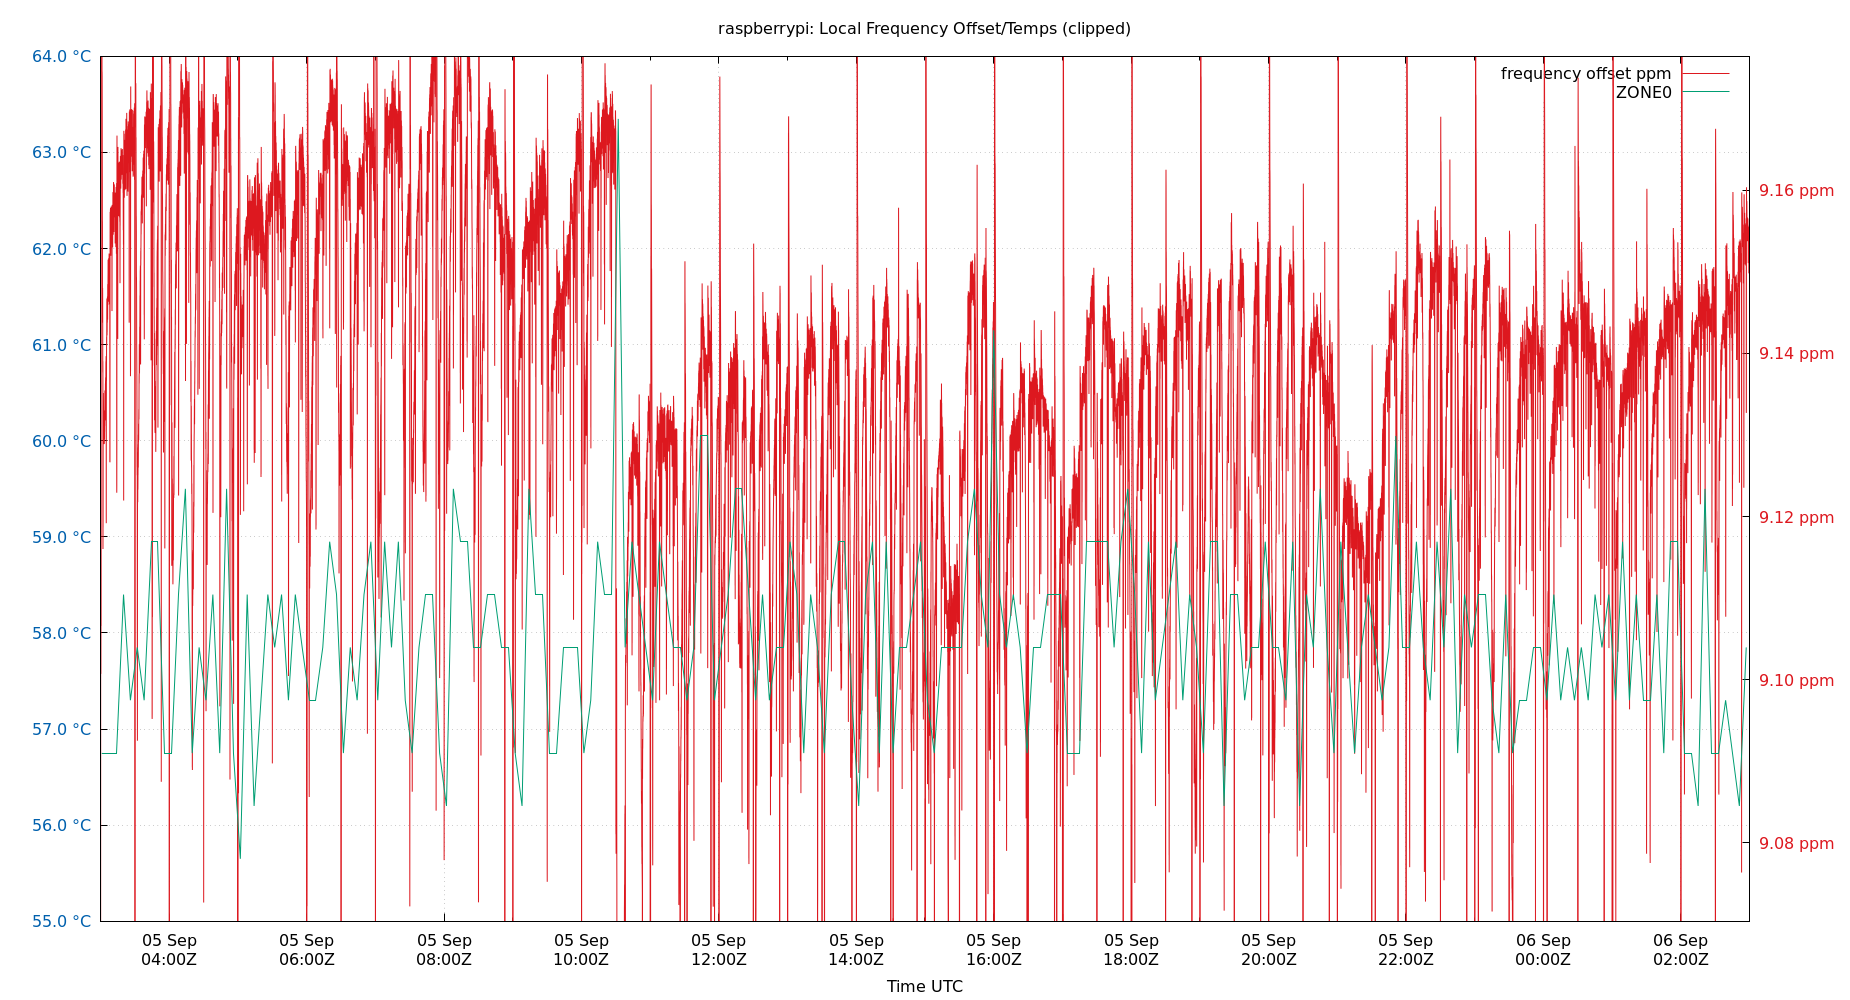 raspberrypi: Local Frequency Offset/Temps (clipped)
frequency offset ppm
ZONE0
64.0 °C
63.0 °C
62.0 °C
61.0 °C
60.0 °C
59.0 °C
58.0 °C
57.0 °C
56.0 °C
55.0 °C
9.16 ppm
9.14 ppm
9.12 ppm
9.10 ppm
9.08 ppm
05 Sep 05 Sep 05 Sep 05 Sep 05 Sep 05 Sep 05 Sep 05 Sep 05 Sep 05 Sep 06 Sep 06 Sep
04:00Z 06:00Z 08:00Z 10:00Z 12:00Z 14:00Z 16:00Z 18:00Z 20:00Z 22:00Z 00:00Z 02:00Z
Time UTC